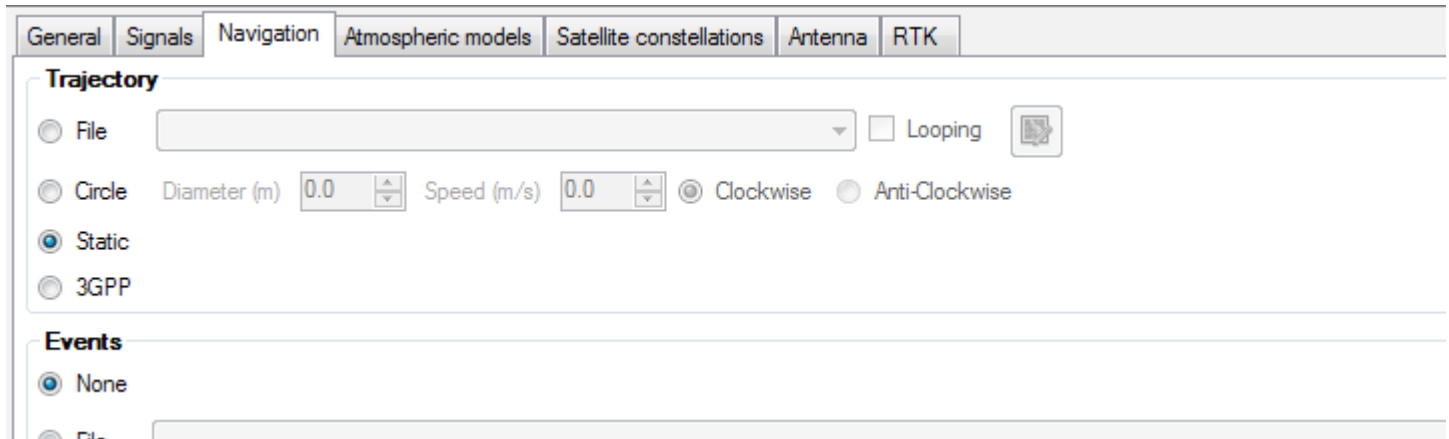 General Signals Navigation Atmospheric models Satellite constellations Antenna RTK
Trajectory
File Looping
Circle Diameter (m) 0.0 Speed (m/s) 0.0 Clockwise Anti-Clockwise
Static
3GPP
Events
None
File